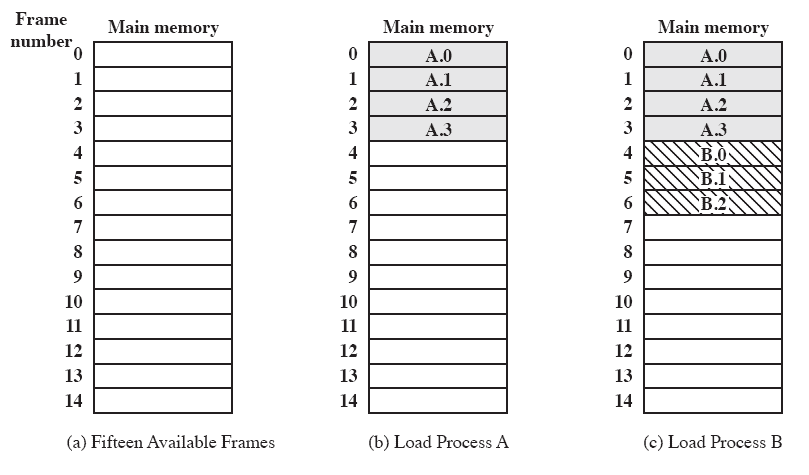 Frame
number
Main memory
0
1
2
3
4
5
6
7
8
9
10
11
12
13
14
(a) Fifteen Available Frames
Main memory
0 A.0
1 A.1
2 A.2
3 A.3
4
5
6
7
8
9
10
11
12
13
14
(b) Load Process A
Main memory
0 A.0
1 A.1
2 A.2
3 A.3
4 B.0
5 B.1
6 B.2
7
8
9
10
11
12
13
14
(c) Load Process B